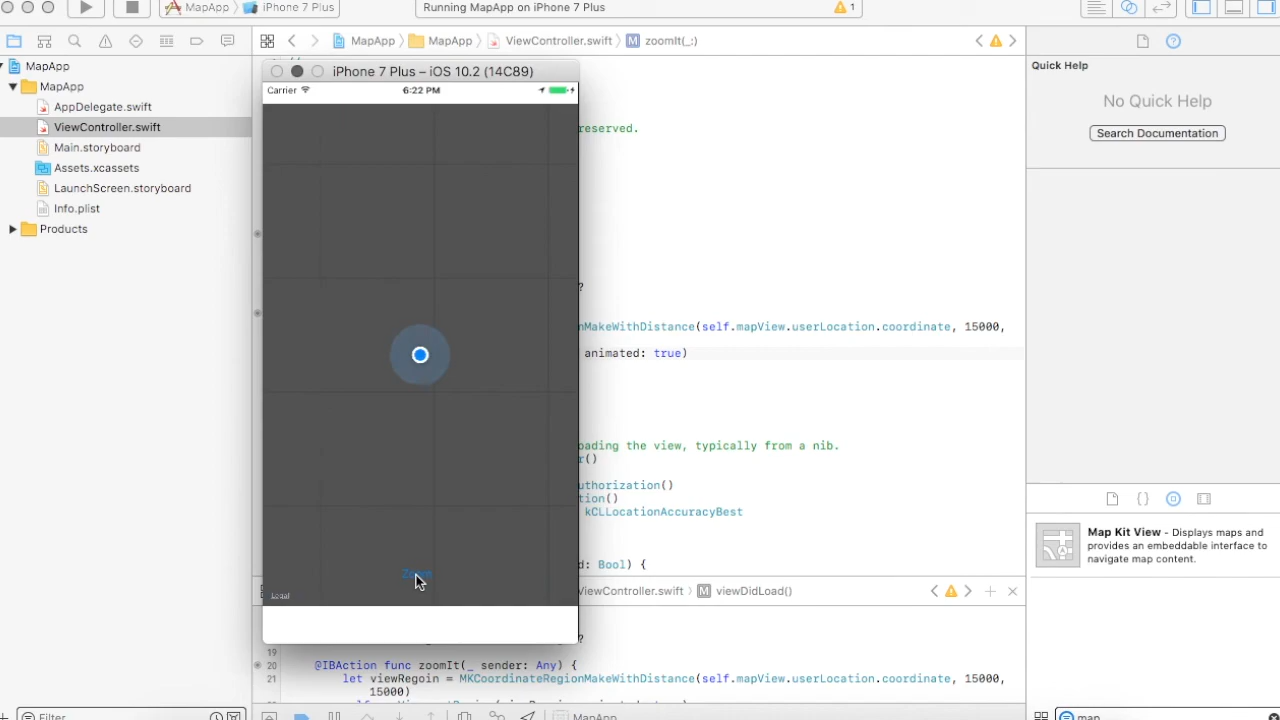 MapApp
iPhone 7 Plus
Running MapApp on iPhone 7 Plus
1
MapApp
MapApp
ViewController.swift
zoomIt(_:)
MapApp
MapApp
AppDelegate.swift
ViewController.swift
Main.storyboard
Assets.xcassets
LaunchScreen.storyboard
Info.plist
Products
Filter
iPhone 7 Plus – iOS 10.2 (14C89)
Carrier
6:22 PM
Zoom
Legal
reserved.
?
nMakeWithDistance(self.mapView.userLocation.coordinate, 15000,
animated: true)
oading the view, typically from a nib.
r()
uthorization()
tion()
kCLLocationAccuracyBest
d: Bool) {
ViewController.swift
viewDidLoad()
?
19
20 @IBAction func zoomIt(_ sender: Any) {
21 let viewRegoin = MKCoordinateRegionMakeWithDistance(self.mapView.userLocation.coordinate, 15000,
15000)
MapApp
Quick Help
No Quick Help
Search Documentation
Map Kit View - Displays maps and
provides an embeddable interface to
navigate map content.
map